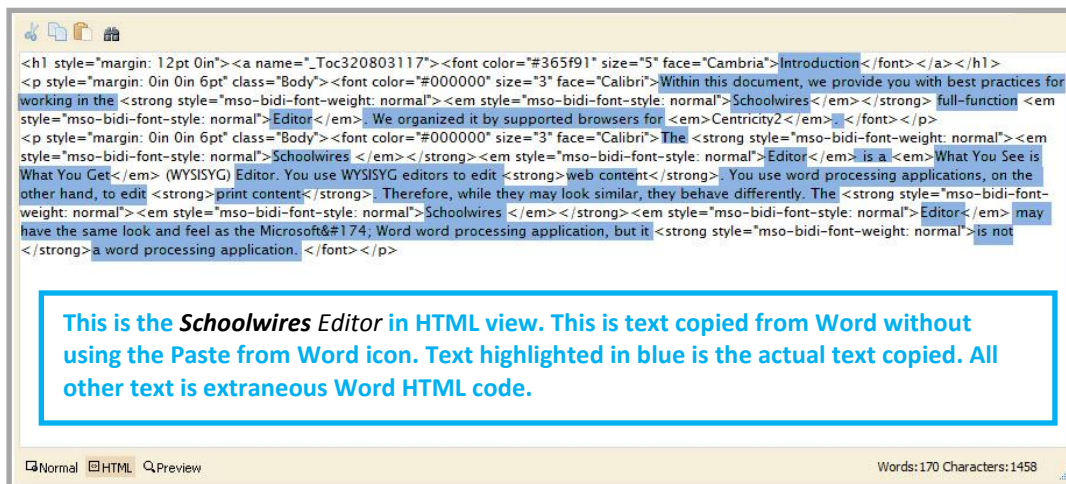 <h1 style="margin: 12pt 0in"><a name="_Toc320803117"><font color="#365f91" size="5" face="Cambria">Introduction</font></a></h1>
<p style="margin: 0in 0in 6pt" class="Body"><font color="#000000" size="3" face="Calibri">Within this document, we provide you with best practices for
working in the <strong style="mso-bidi-font-weight: normal"><em style="mso-bidi-font-style: normal">Schoolwires</em></strong> full-function <em
style="mso-bidi-font-style: normal">Editor</em>. We organized it by supported browsers for <em>Centricity2</em>. </font></p>
<p style="margin: 0in 0in 6pt" class="Body"><font color="#000000" size="3" face="Calibri">The <strong style="mso-bidi-font-weight: normal"><em
style="mso-bidi-font-style: normal">Schoolwires </em></strong><em style="mso-bidi-font-style: normal">Editor</em> is a <em>What You See is
What You Get</em> (WYSISYG) Editor. You use WYSISYG editors to edit <strong>web content</strong>. You use word processing applications, on the
other hand, to edit <strong>print content</strong>. Therefore, while they may look similar, they behave differently. The <strong style="mso-bidi-font-
weight: normal"><em style="mso-bidi-font-style: normal">Schoolwires </em></strong><em style="mso-bidi-font-style: normal">Editor</em> may
have the same look and feel as the Microsoft&#174; Word word processing application, but it <strong style="mso-bidi-font-weight: normal">is not
</strong>a word processing application. </font></p>
This is the Schoolwires Editor in HTML view. This is text copied from Word without
using the Paste from Word icon. Text highlighted in blue is the actual text copied. All
other text is extraneous Word HTML code.
Normal HTML Preview Words:170 Characters:1458